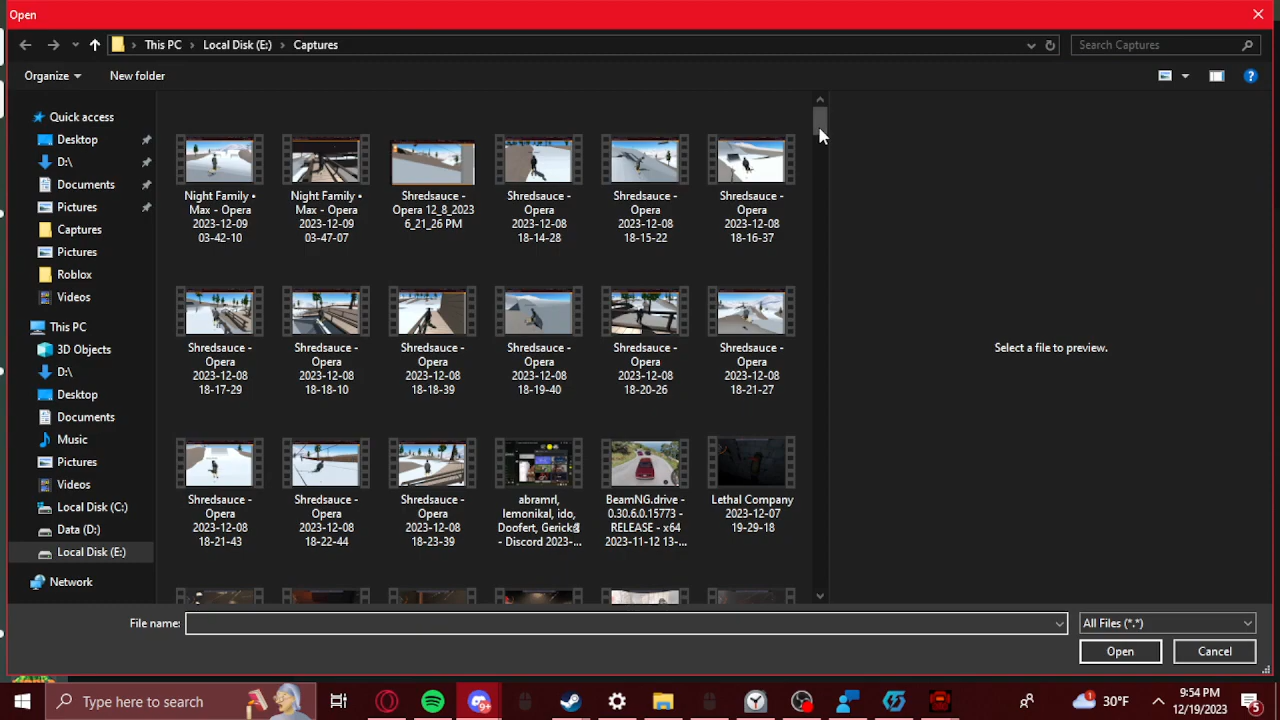 Open
This PC
Local Disk (E:)
Captures
Search Captures
Organize
New folder
Quick access
Desktop
D:\
Documents
Pictures
Captures
Pictures
Roblox
Videos
This PC
3D Objects
D:\
Desktop
Documents
Music
Pictures
Videos
Local Disk (C:)
Data (D:)
Local Disk (E:)
Network
Night Family •
Max - Opera
2023-12-09
03-42-10
Night Family •
Max - Opera
2023-12-09
03-47-07
Shredsauce -
Opera 12_8_2023
6_21_26 PM
Shredsauce -
Opera
2023-12-08
18-14-28
Shredsauce -
Opera
2023-12-08
18-15-22
Shredsauce -
Opera
2023-12-08
18-16-37
Shredsauce -
Opera
2023-12-08
18-17-29
Shredsauce -
Opera
2023-12-08
18-18-10
Shredsauce -
Opera
2023-12-08
18-18-39
Shredsauce -
Opera
2023-12-08
18-19-40
Shredsauce -
Opera
2023-12-08
18-20-26
Shredsauce -
Opera
2023-12-08
18-21-27
Shredsauce -
Opera
2023-12-08
18-21-43
Shredsauce -
Opera
2023-12-08
18-22-44
Shredsauce -
Opera
2023-12-08
18-23-39
abramrl,
lemonikal, ido,
Doofert,
- Discord 2023-...
BeamNG.drive -
0.30.6.0.15773 -
RELEASE - x64
2023-11-12 13-...
Lethal Company
2023-12-07
19-29-18
Select a file to preview.
File name:
All Files (*.*)
Open
Cancel
Type here to search
9+
1
30°F
9:54 PM
12/19/2023
5